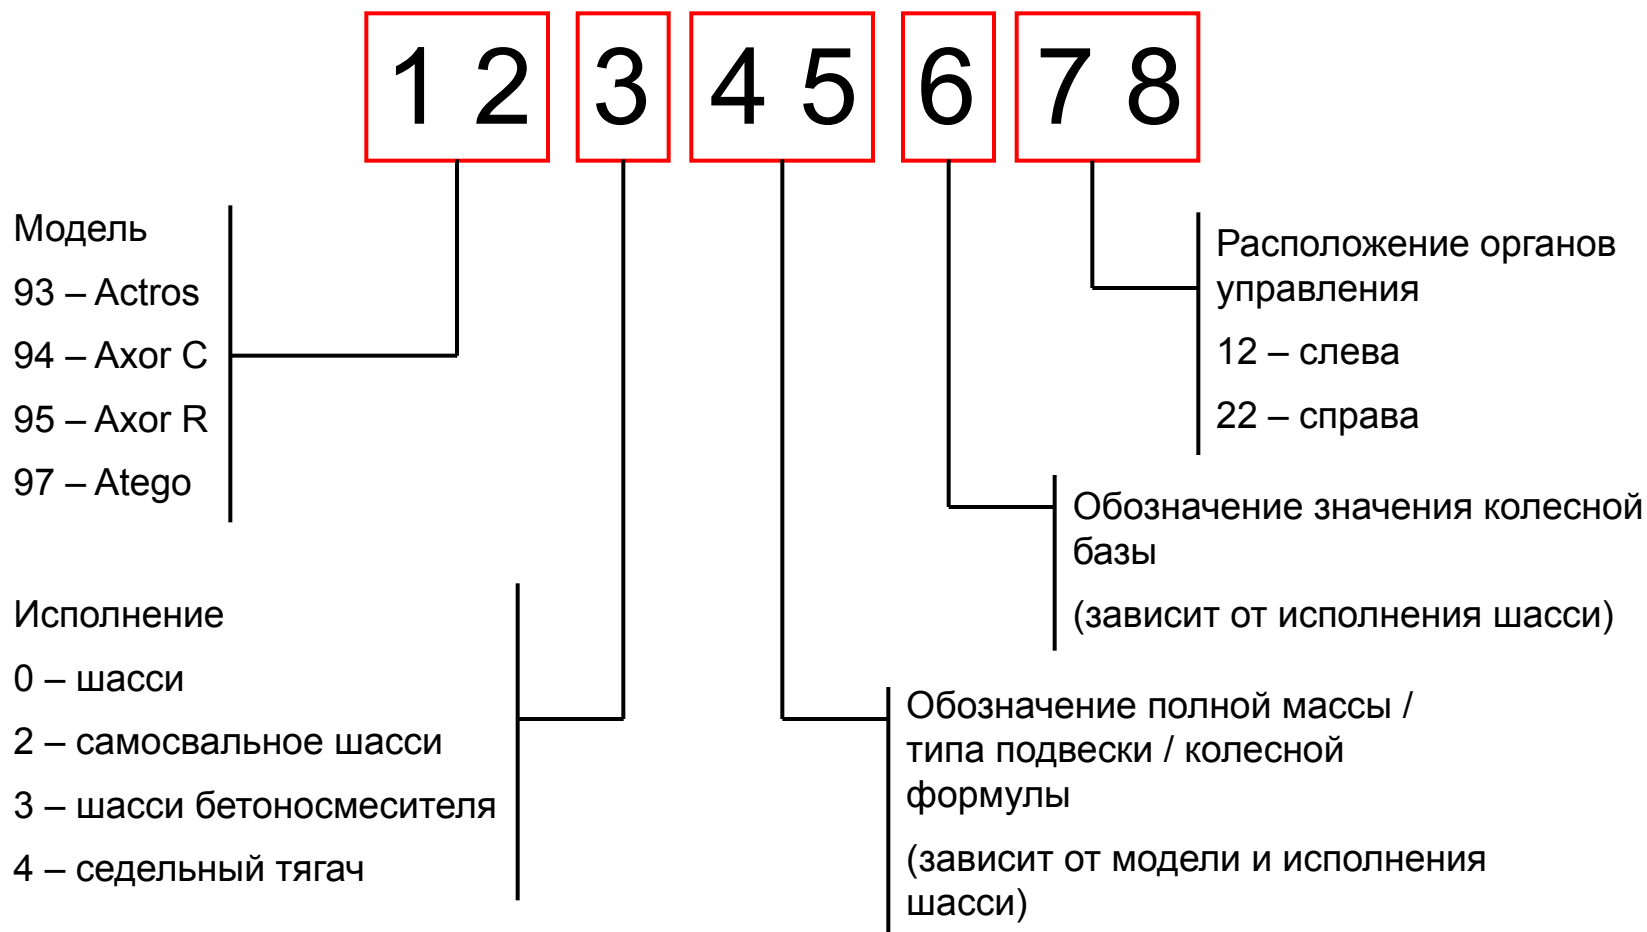 1 2 3 4 5 6 7 8
Модель
93 – Actros
94 – Axor C
95 – Axor R
97 – Atego
Исполнение
0 – шасси
2 – самосвальное шасси
3 – шасси бетоносмесителя
4 – седельный тягач
Обозначение полной массы /
типа подвески / колесной
формулы
(зависит от модели и исполнения
шасси)
Обозначение значения колесной
базы
(зависит от исполнения шасси)
Расположение органов
управления
12 – слева
22 – справа